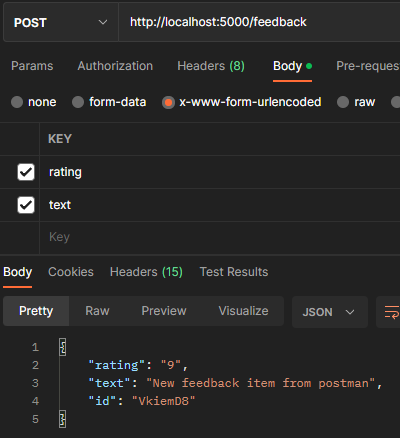 POST http://localhost:5000/feedback
Params Authorization Headers (8) Body Pre-reques
none form-data x-www-form-urlencoded raw
KEY
rating
text
Key
Body Cookies Headers (15) Test Results
Pretty Raw Preview Visualize JSON
1 {
2 "rating": "9",
3 "text": "New feedback item from postman",
4 "id": "VkiemD8"
5 }